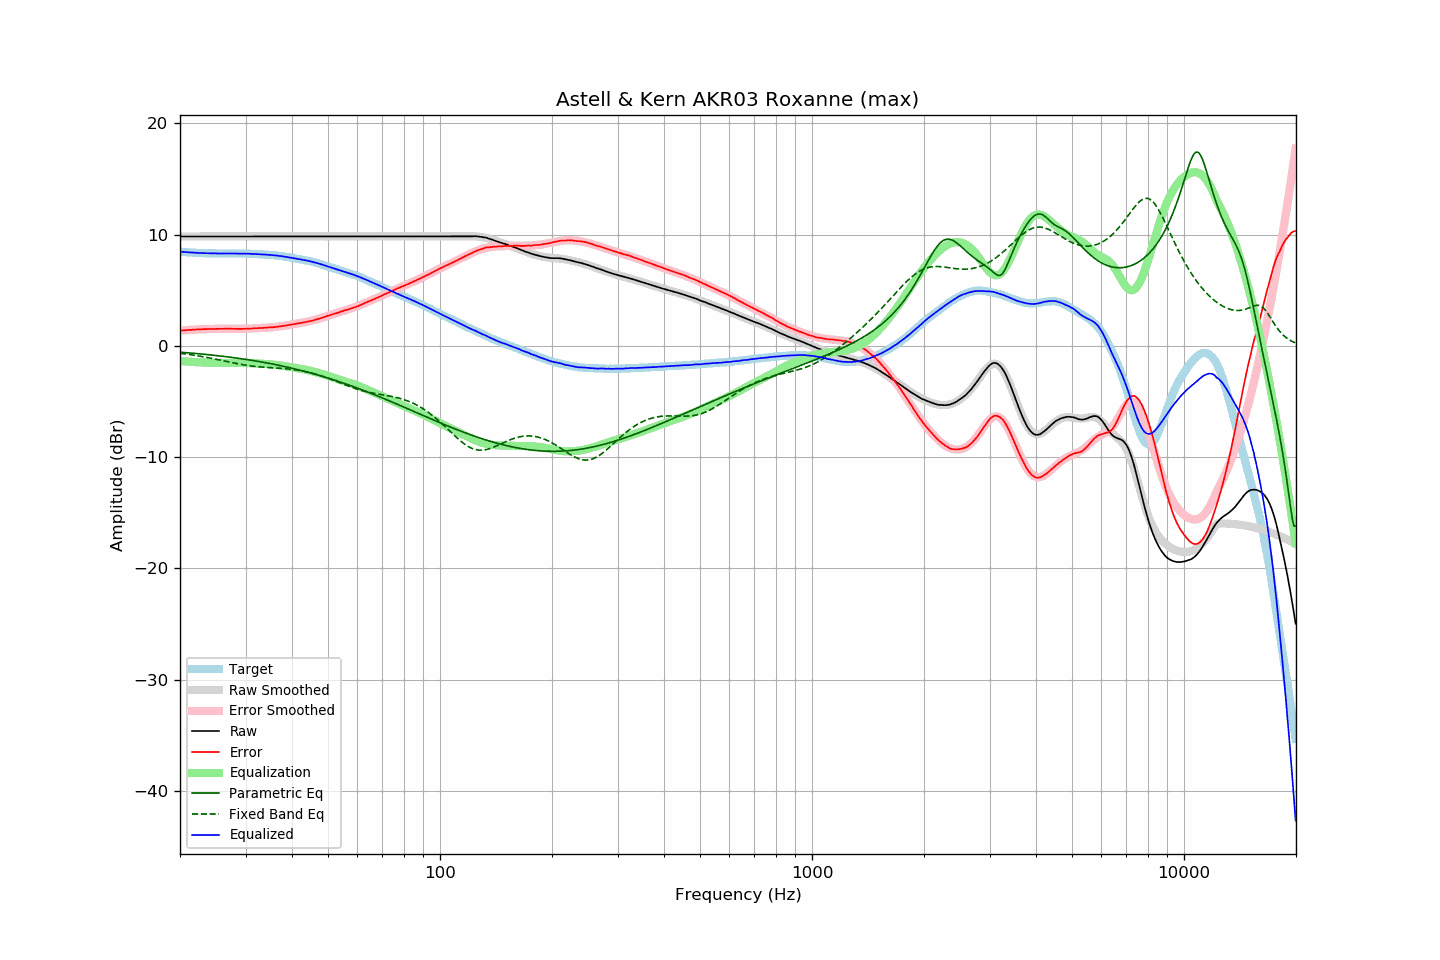 Astell & Kern AKR03 Roxanne (max)
20
10
0
−10
−20
−30
−40
Amplitude (dBr)
100
1000
10000
Frequency (Hz)
Target
Raw Smoothed
Error Smoothed
Raw
Error
Equalization
Parametric Eq
Fixed Band Eq
Equalized